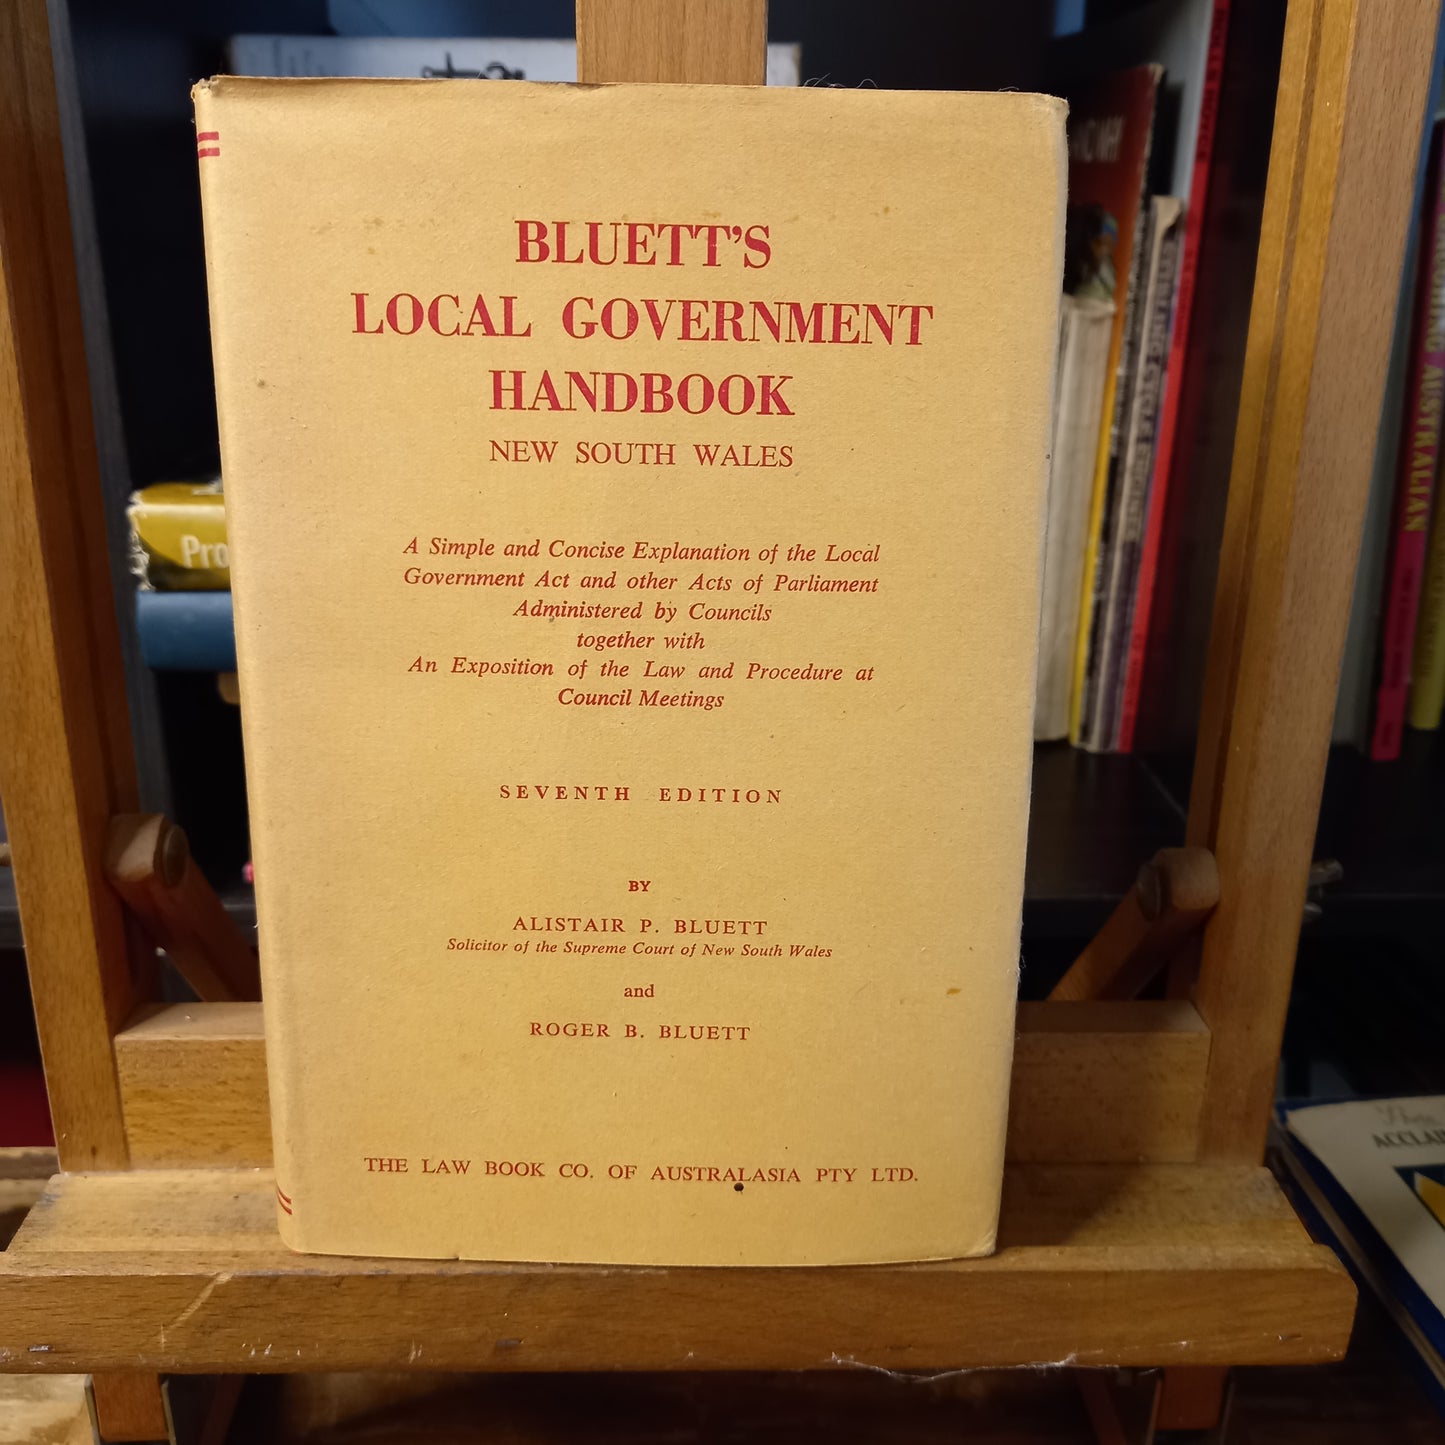 BLUETT'S
LOCAL GOVERNMENT
HANDBOOK
NEW SOUTH WALES
A Simple and Concise Explanation of the Local
Government Act and other Acts of Parliament
Administered by Councils
together with
An Exposition of the Law and Procedure at
Council Meetings
SEVENTH EDITION
BY
ALISTAIR P. BLUETT
Solicitor of the Supreme Court of New South Wales
and
ROGER B. BLUETT
THE LAW BOOK CO. OF AUSTRALASIA PTY LTD.
Pro
AUSTRALIAN
ACCLAI